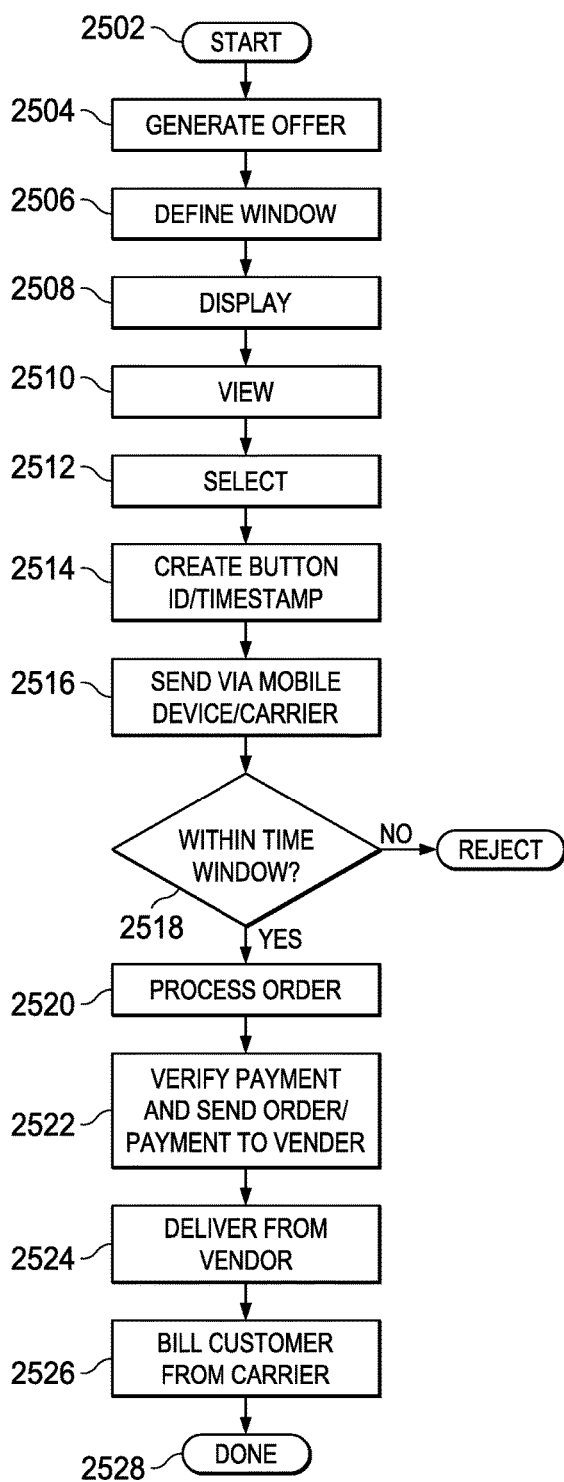 2502
START
2504
GENERATE OFFER
2506
DEFINE WINDOW
2508
DISPLAY
2510
VIEW
2512
SELECT
2514
CREATE BUTTON
ID/TIMESTAMP
2516
SEND VIA MOBILE
DEVICE/CARRIER
WITHIN TIME
WINDOW?
NO
REJECT
2518
YES
2520
PROCESS ORDER
2522
VERIFY PAYMENT
AND SEND ORDER/
PAYMENT TO VENDER
2524
DELIVER FROM
VENDOR
2526
BILL CUSTOMER
FROM CARRIER
2528
DONE